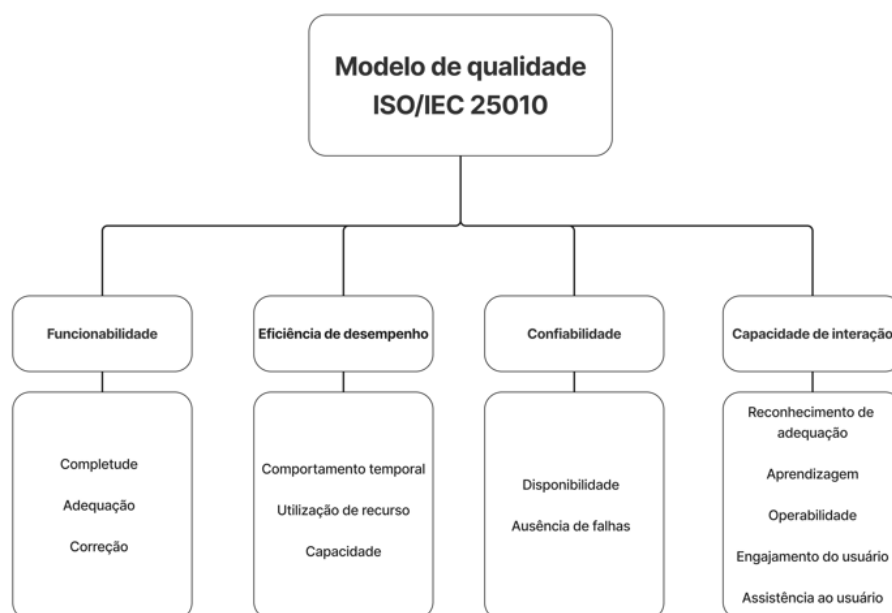 Modelo de qualidade
ISO/IEC 25010
Funcionabilidade
Eficiência de desempenho
Confiabilidade
Capacidade de interação
Completude
Adequação
Correção
Comportamento temporal
Utilização de recurso
Capacidade
Disponibilidade
Ausência de falhas
Reconhecimento de
adequação
Aprendizagem
Operabilidade
Engajamento do usuário
Assistência ao usuário